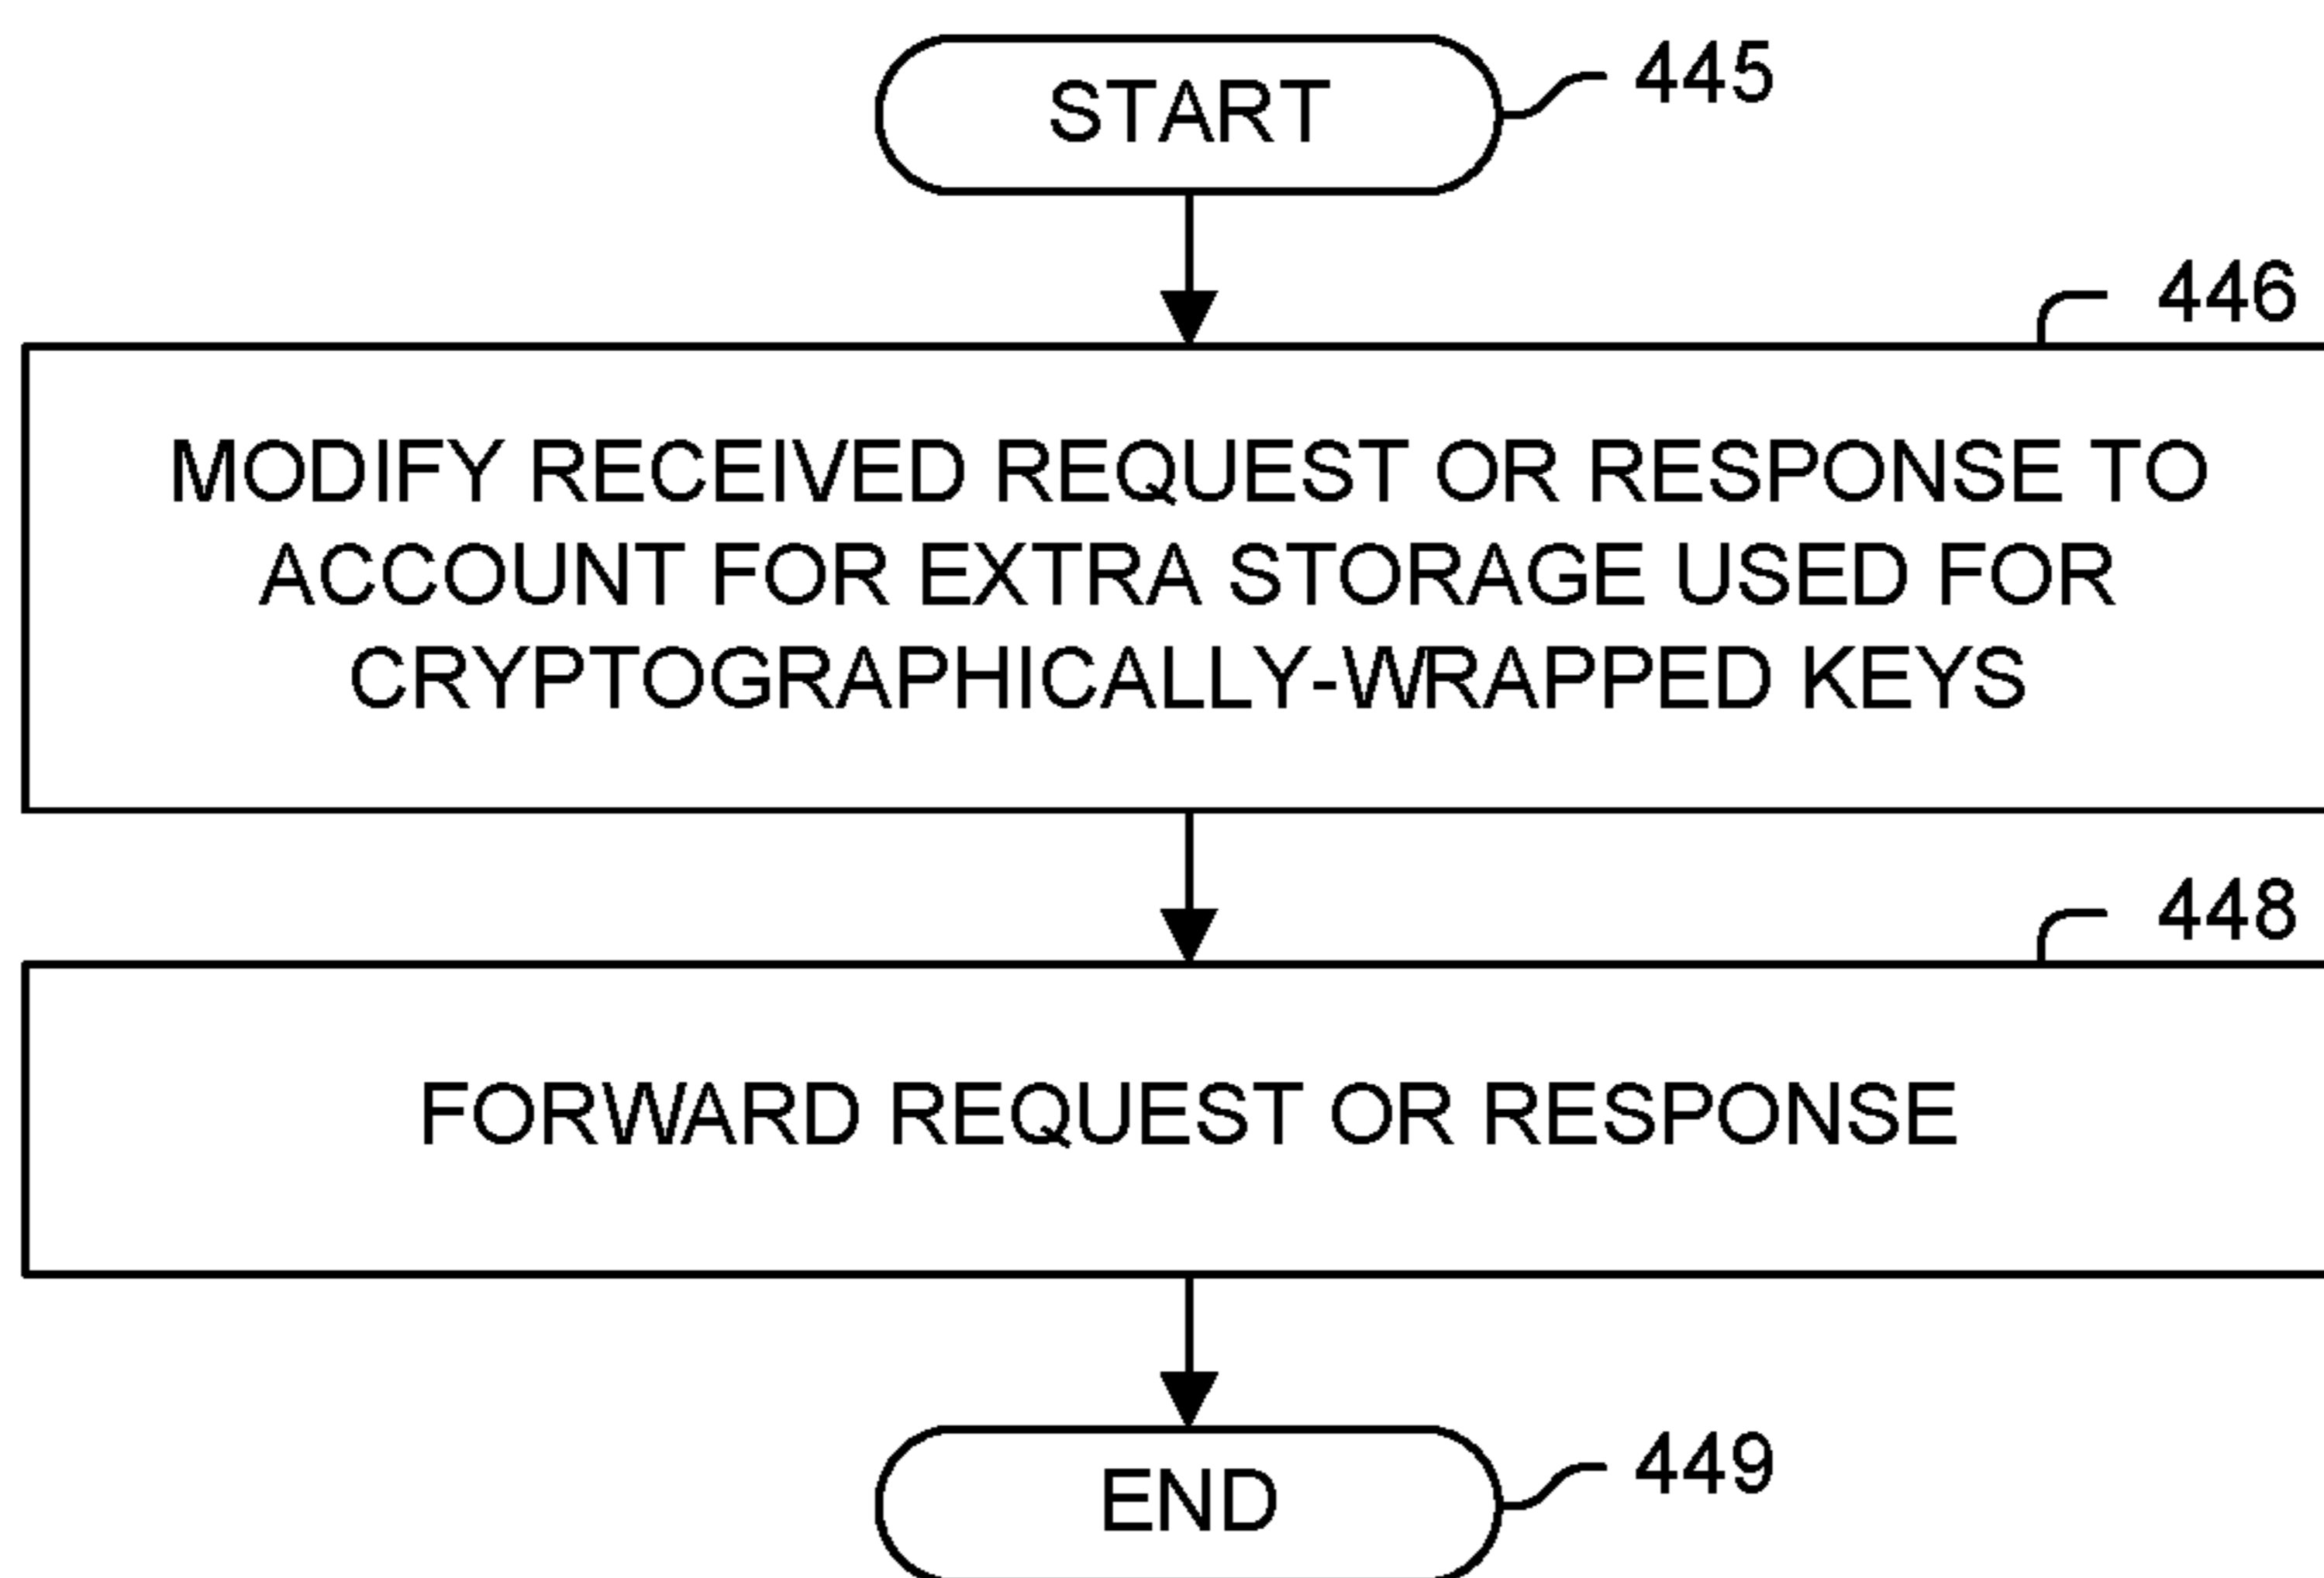 START
445
446
MODIFY RECEIVED REQUEST OR RESPONSE TO
ACCOUNT FOR EXTRA STORAGE USED FOR
CRYPTOGRAPHICALLY-WRAPPED KEYS
448
FORWARD REQUEST OR RESPONSE
END
449